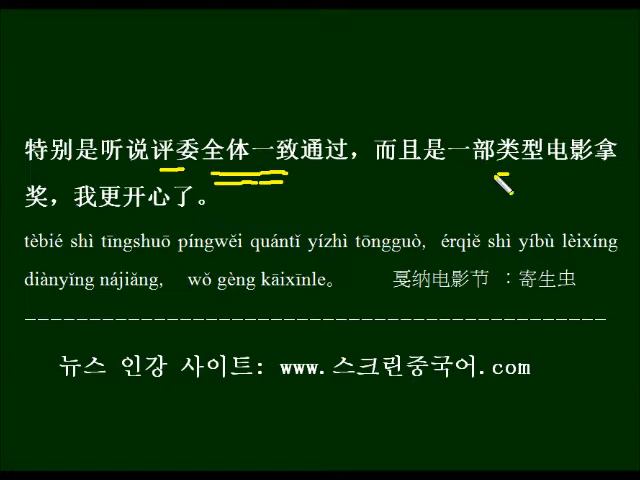 特别是听说评委全体一致通过，而且是一部类型电影拿
奖，我更开心了。
tèbié shì tīngshuō píngwěi quántǐ yízhì tōngguò, érqiě shì yíbù lèixíng
diànyǐng nájiǎng, wǒ gèng kāixīnle。 戛纳电影节 ：寄生虫
뉴스 인강 사이트: www.스크린중국어.com